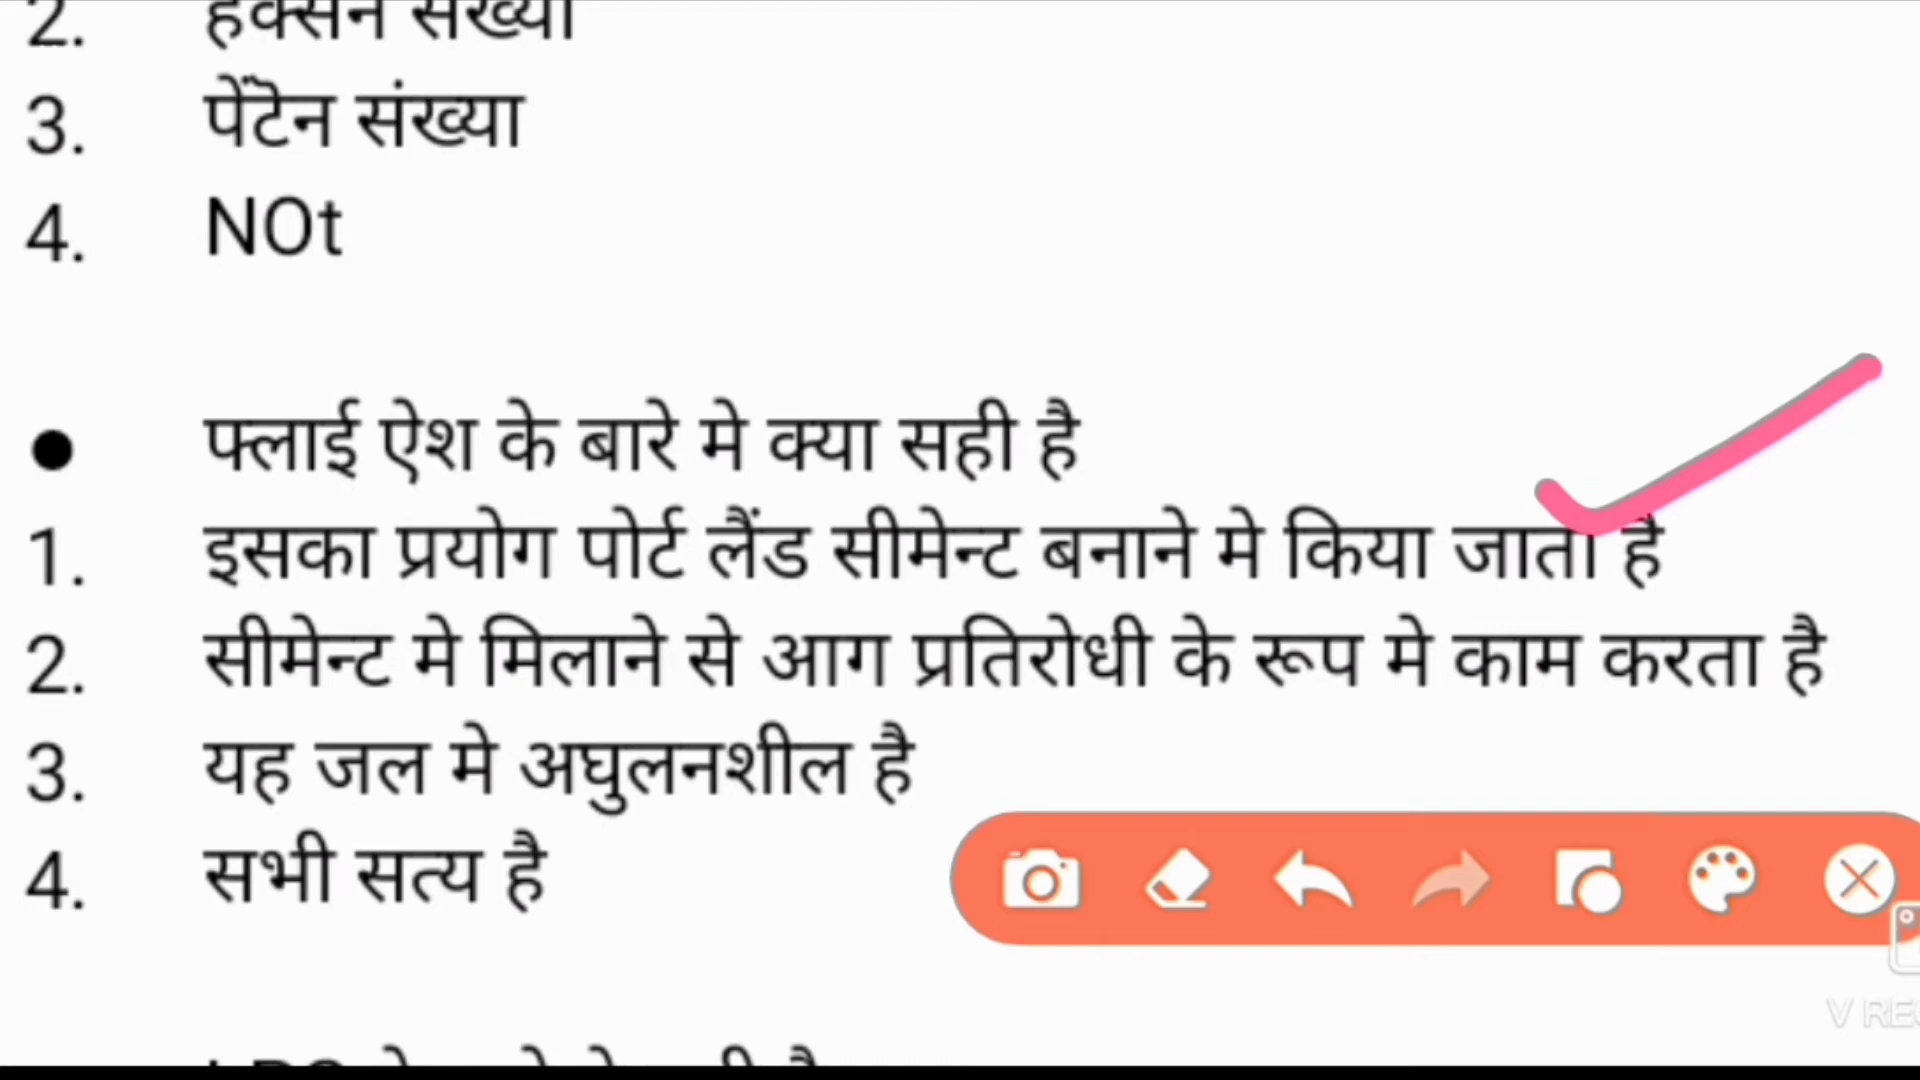 2. हेक्सेन संख्या
3. पेंटेन संख्या
4. NOt
● फ्लाई ऐश के बारे मे क्या सही है
1. इसका प्रयोग पोर्ट लैंड सीमेन्ट बनाने मे किया जाता है
2. सीमेन्ट मे मिलाने से आग प्रतिरोधी के रूप मे काम करता है
3. यह जल मे अघुलनशील है
4. सभी सत्य है